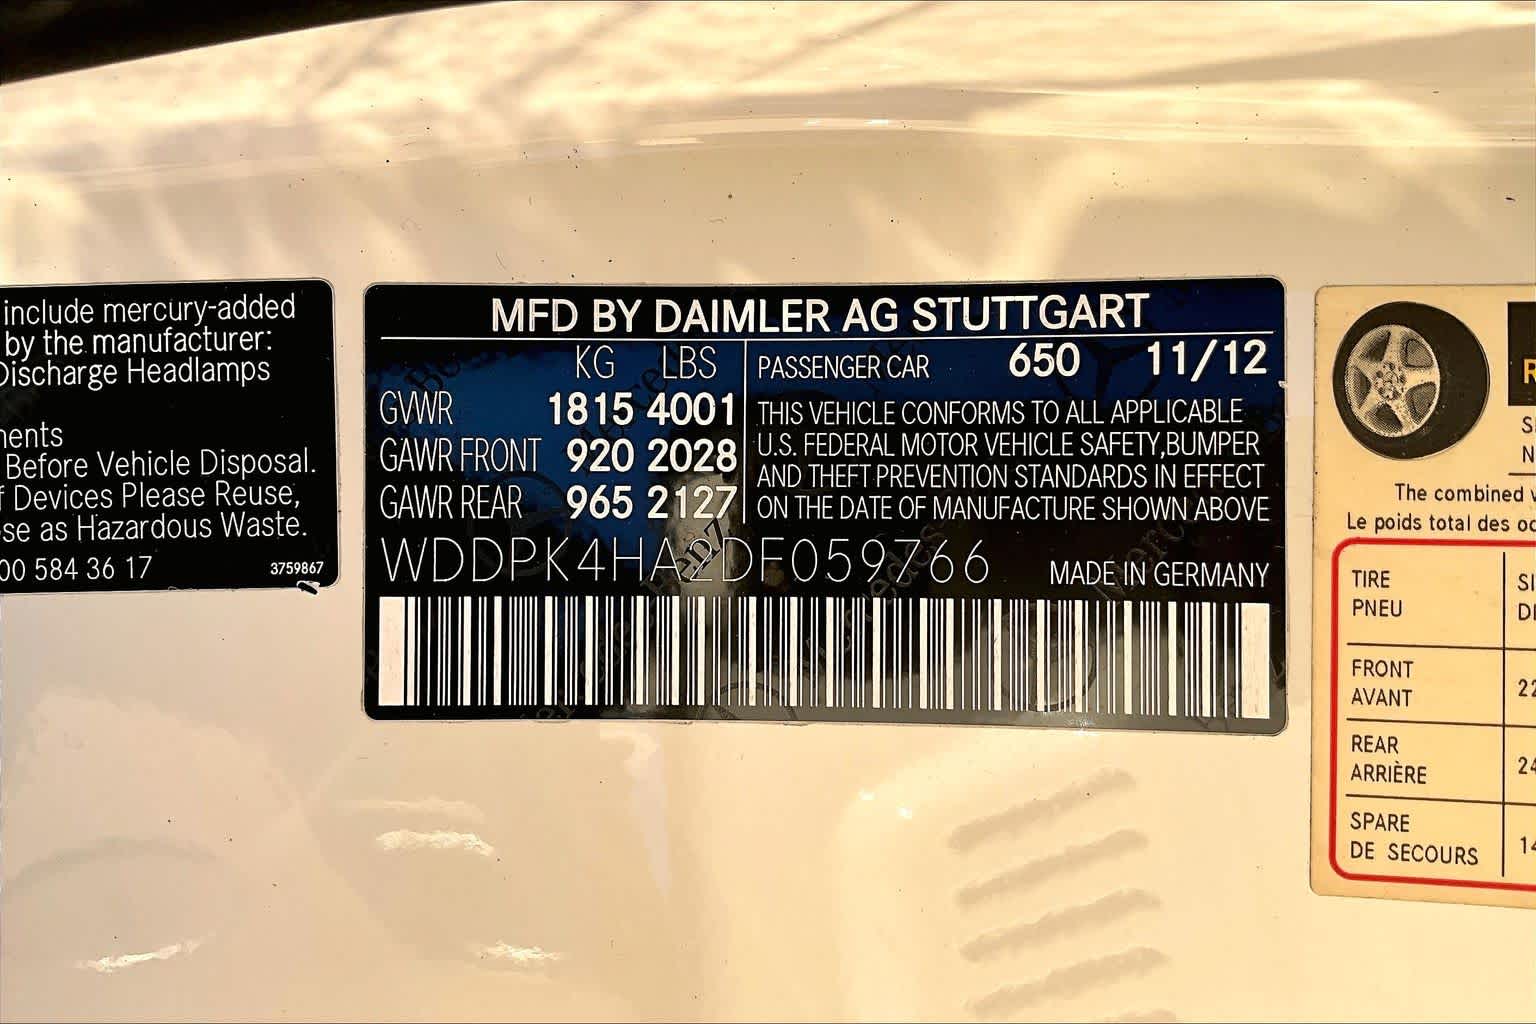 include mercury-added
by the manufacturer:
Discharge Headlamps
Before Vehicle Disposal.
Devices Please Reuse,
as Hazardous Waste.
00 584 36 17
3759867
MFD BY DAIMLER AG STUTTGART
KG LBS
GVWR 1815 4001
GAWR FRONT 920 2028
GAWR REAR 965 2127
PASSENGER CAR 650 11/12
THIS VEHICLE CONFORMS TO ALL APPLICABLE
U.S. FEDERAL MOTOR VEHICLE SAFETY,BUMPER
AND THEFT PREVENTION STANDARDS IN EFFECT
ON THE DATE OF MANUFACTURE SHOWN ABOVE
WDDPK4HA2DF059766
MADE IN GERMANY
The combined
Le poids total des
TIRE
PNEU
FRONT
AVANT
REAR
ARRIÈRE
SPARE
DE SECOURS